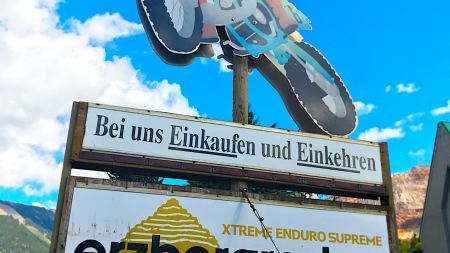 Bei uns Einkaufen und Einkehren
XTREME ENDURO SUPREME